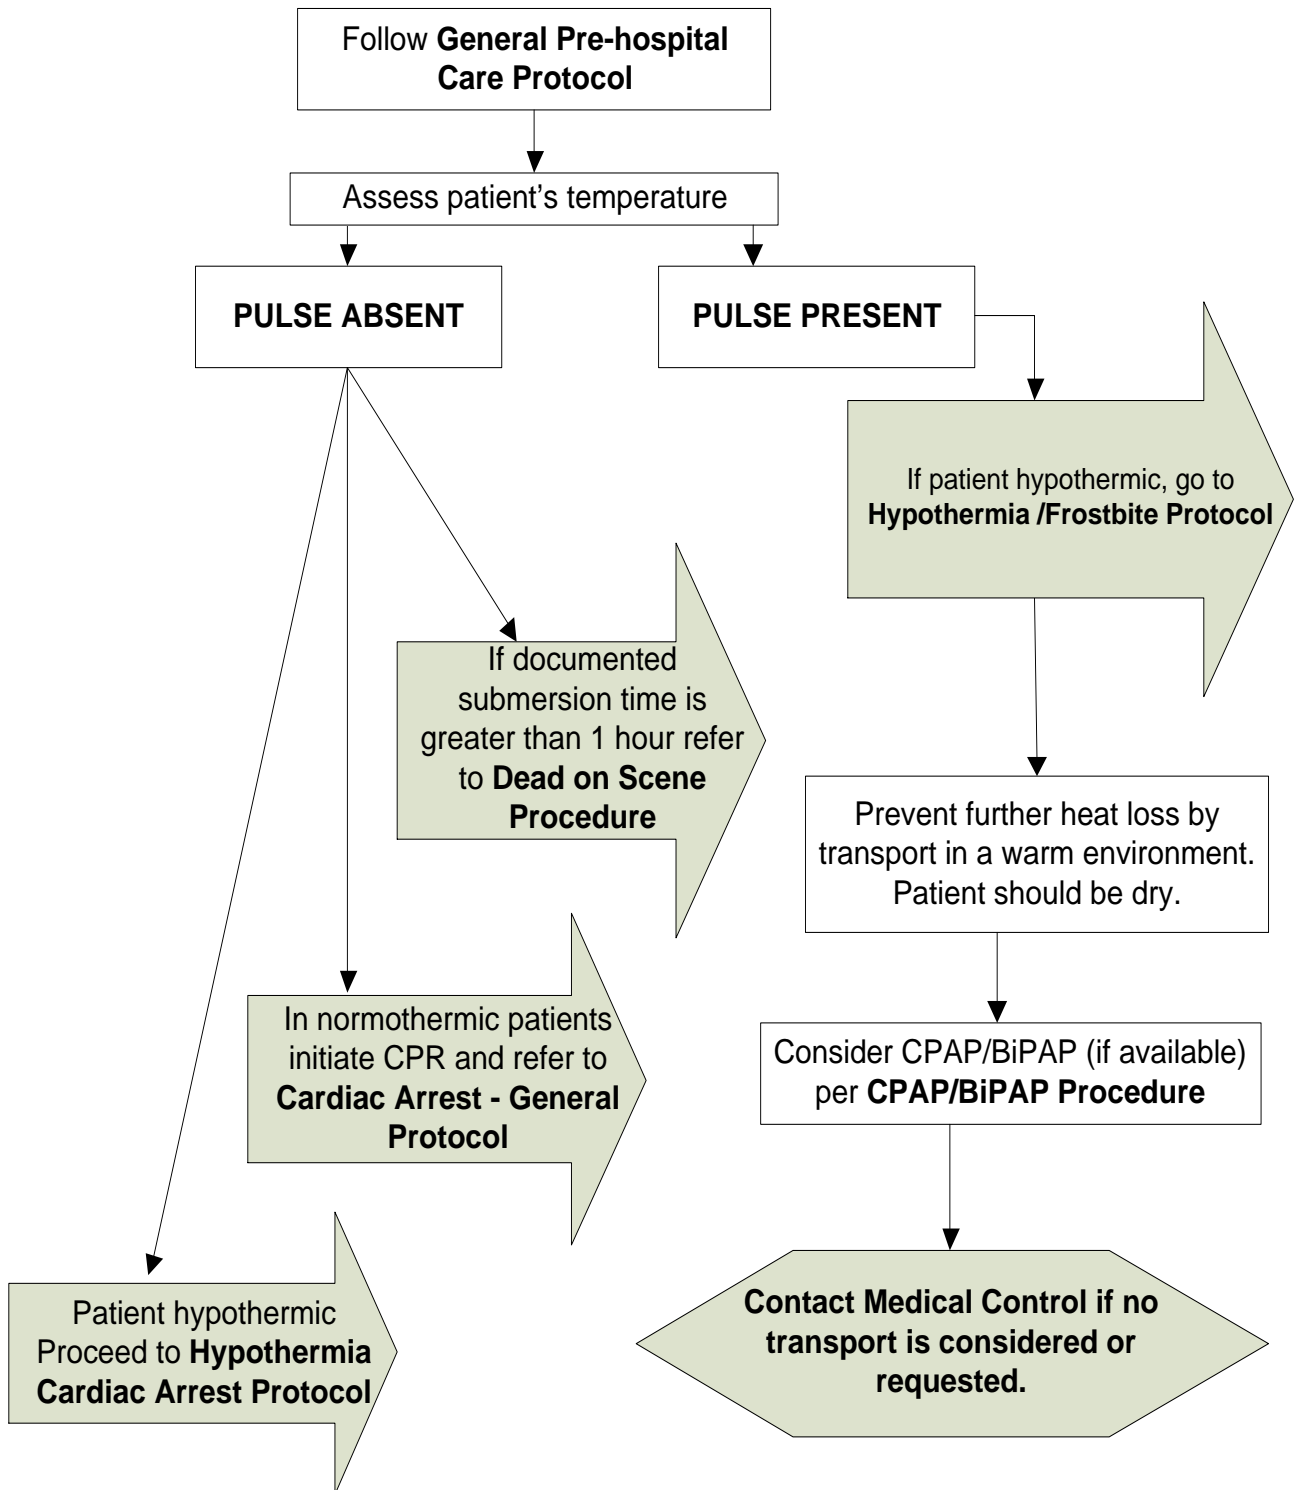 Follow General Pre-hospital
Care Protocol
Assess patient’s temperature
PULSE ABSENT
PULSE PRESENT
If patient hypothermic, go to
Hypothermia /Frostbite Protocol
If documented
submersion time is
greater than 1 hour refer
to Dead on Scene
Procedure
Prevent further heat loss by
transport in a warm environment.
Patient should be dry.
In normothermic patients
initiate CPR and refer to
Cardiac Arrest - General
Protocol
Consider CPAP/BiPAP (if available)
per CPAP/BiPAP Procedure
Patient hypothermic
Proceed to Hypothermia
Cardiac Arrest Protocol
Contact Medical Control if no
transport is considered or
requested.